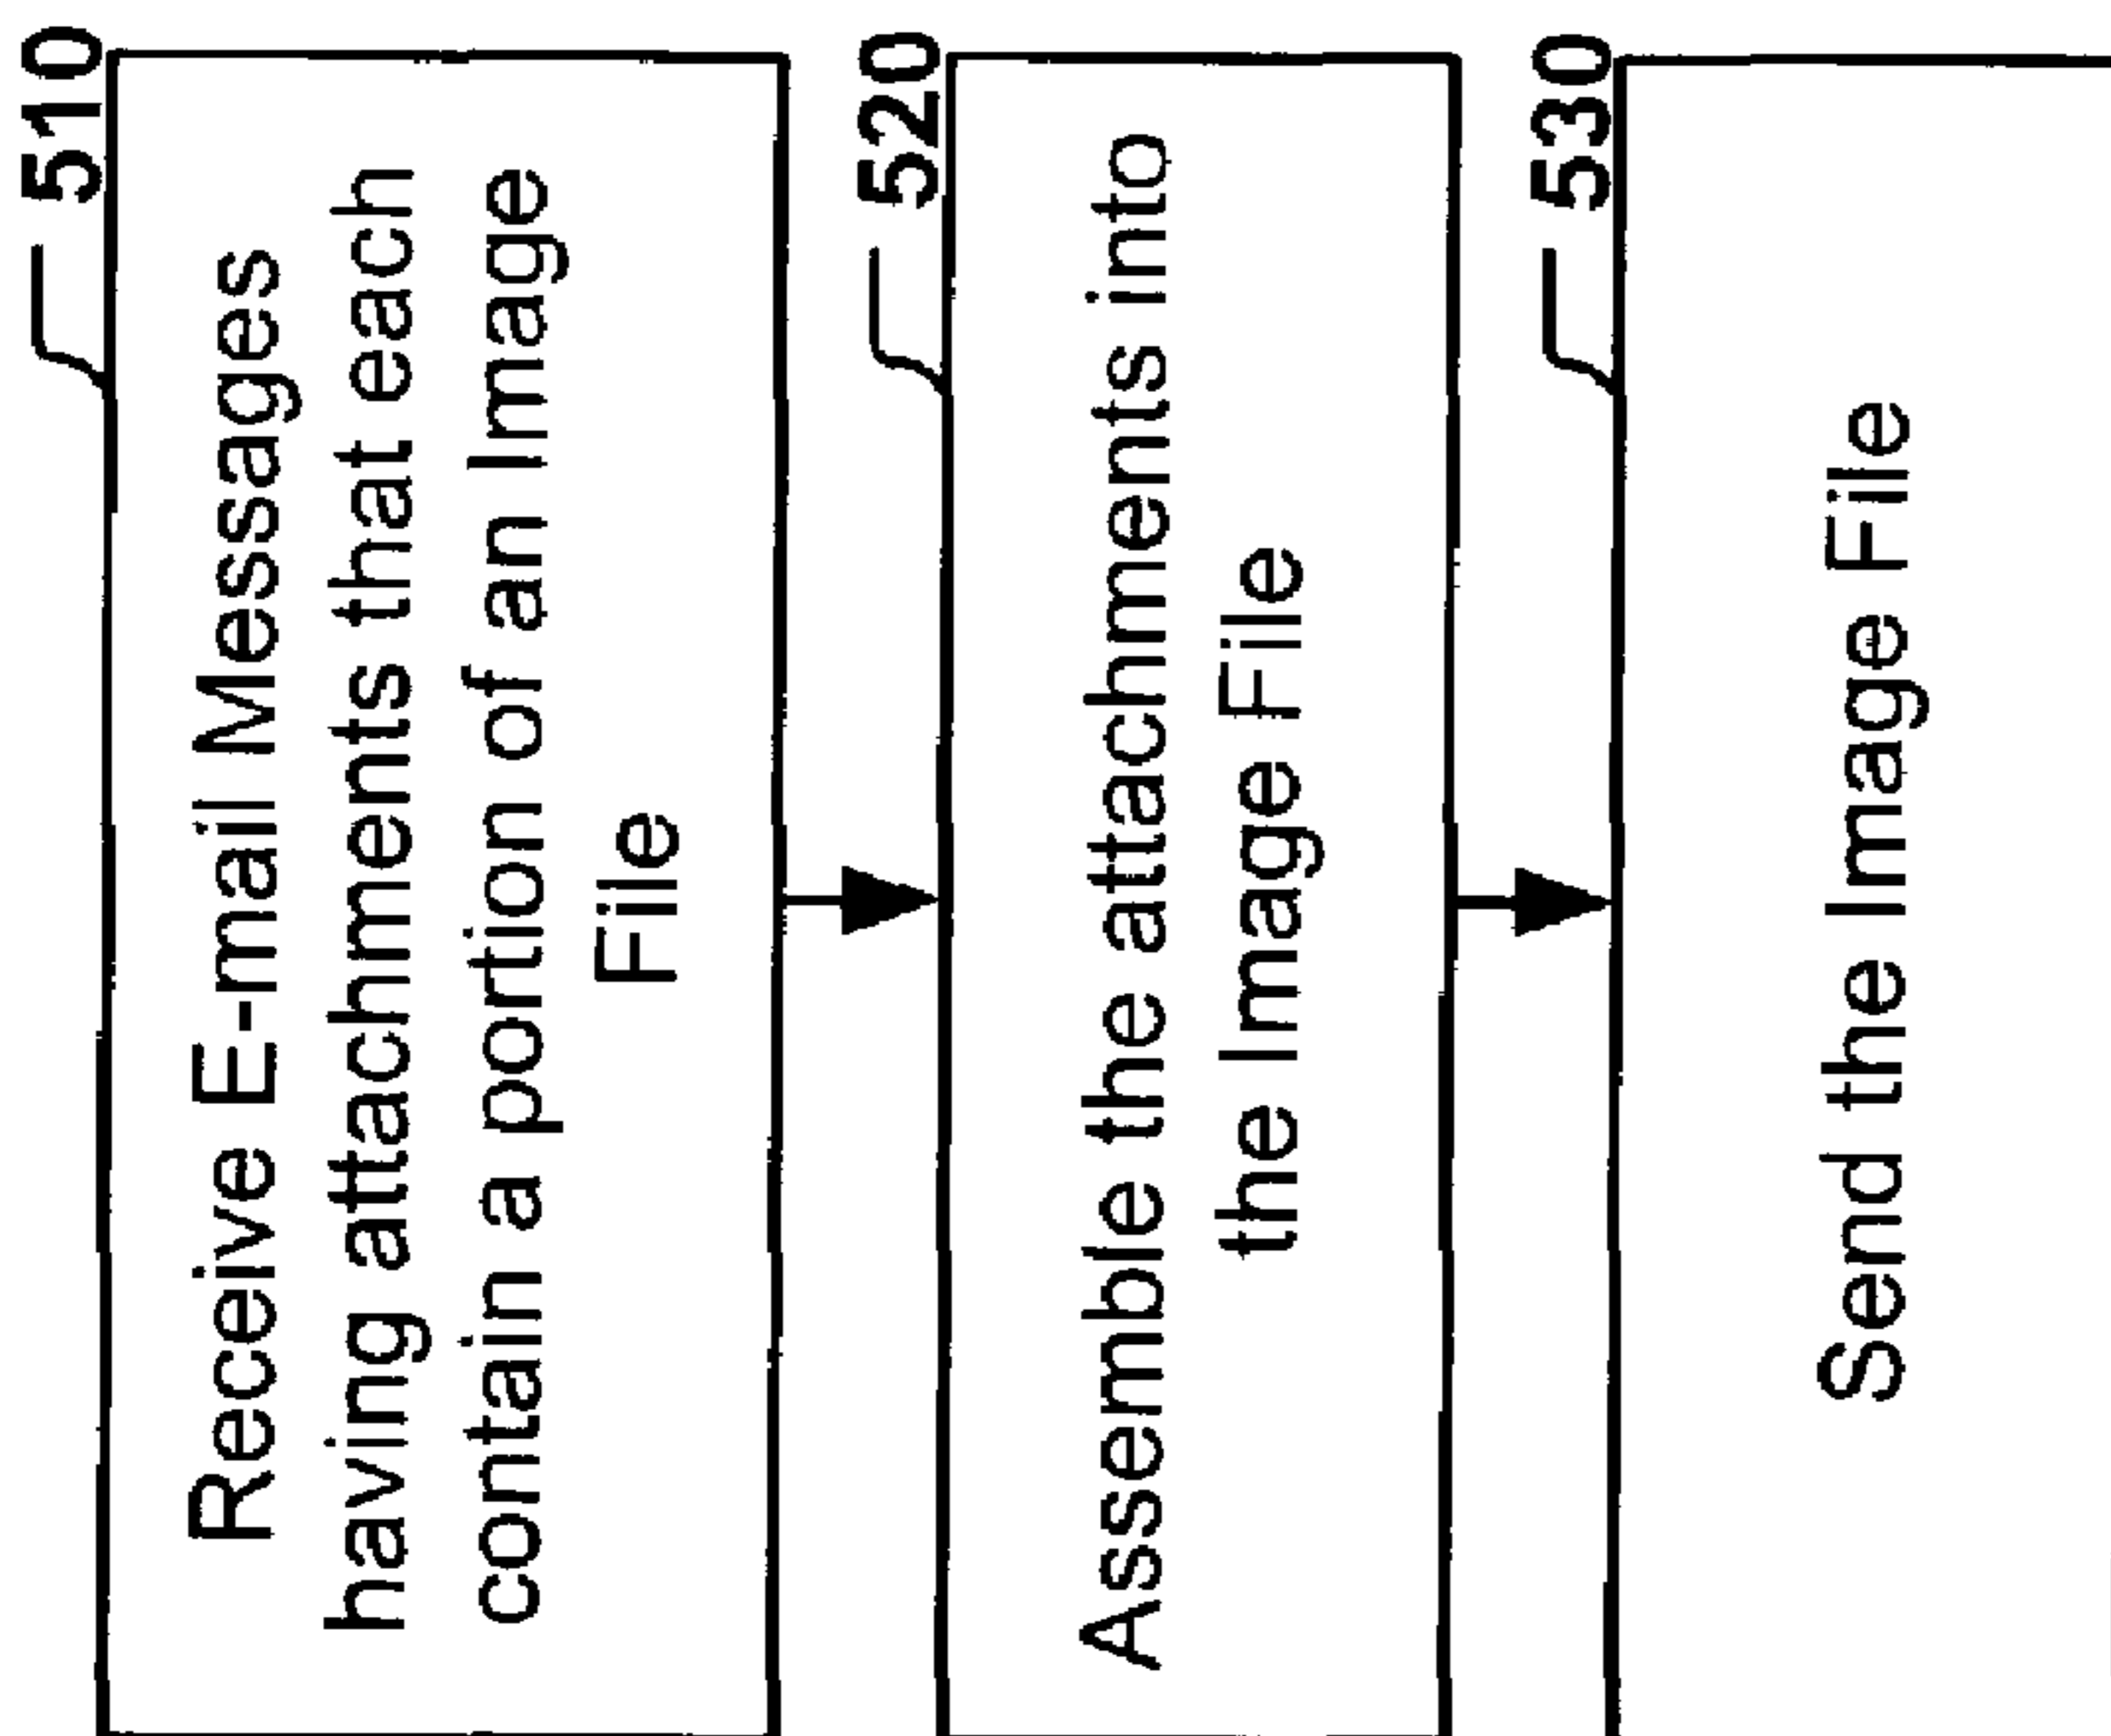 510
Receive E-mail Messages
having attachments that each
contain a portion of an Image
File
520
Assemble the attachments into
the Image File
530
Send the Image File